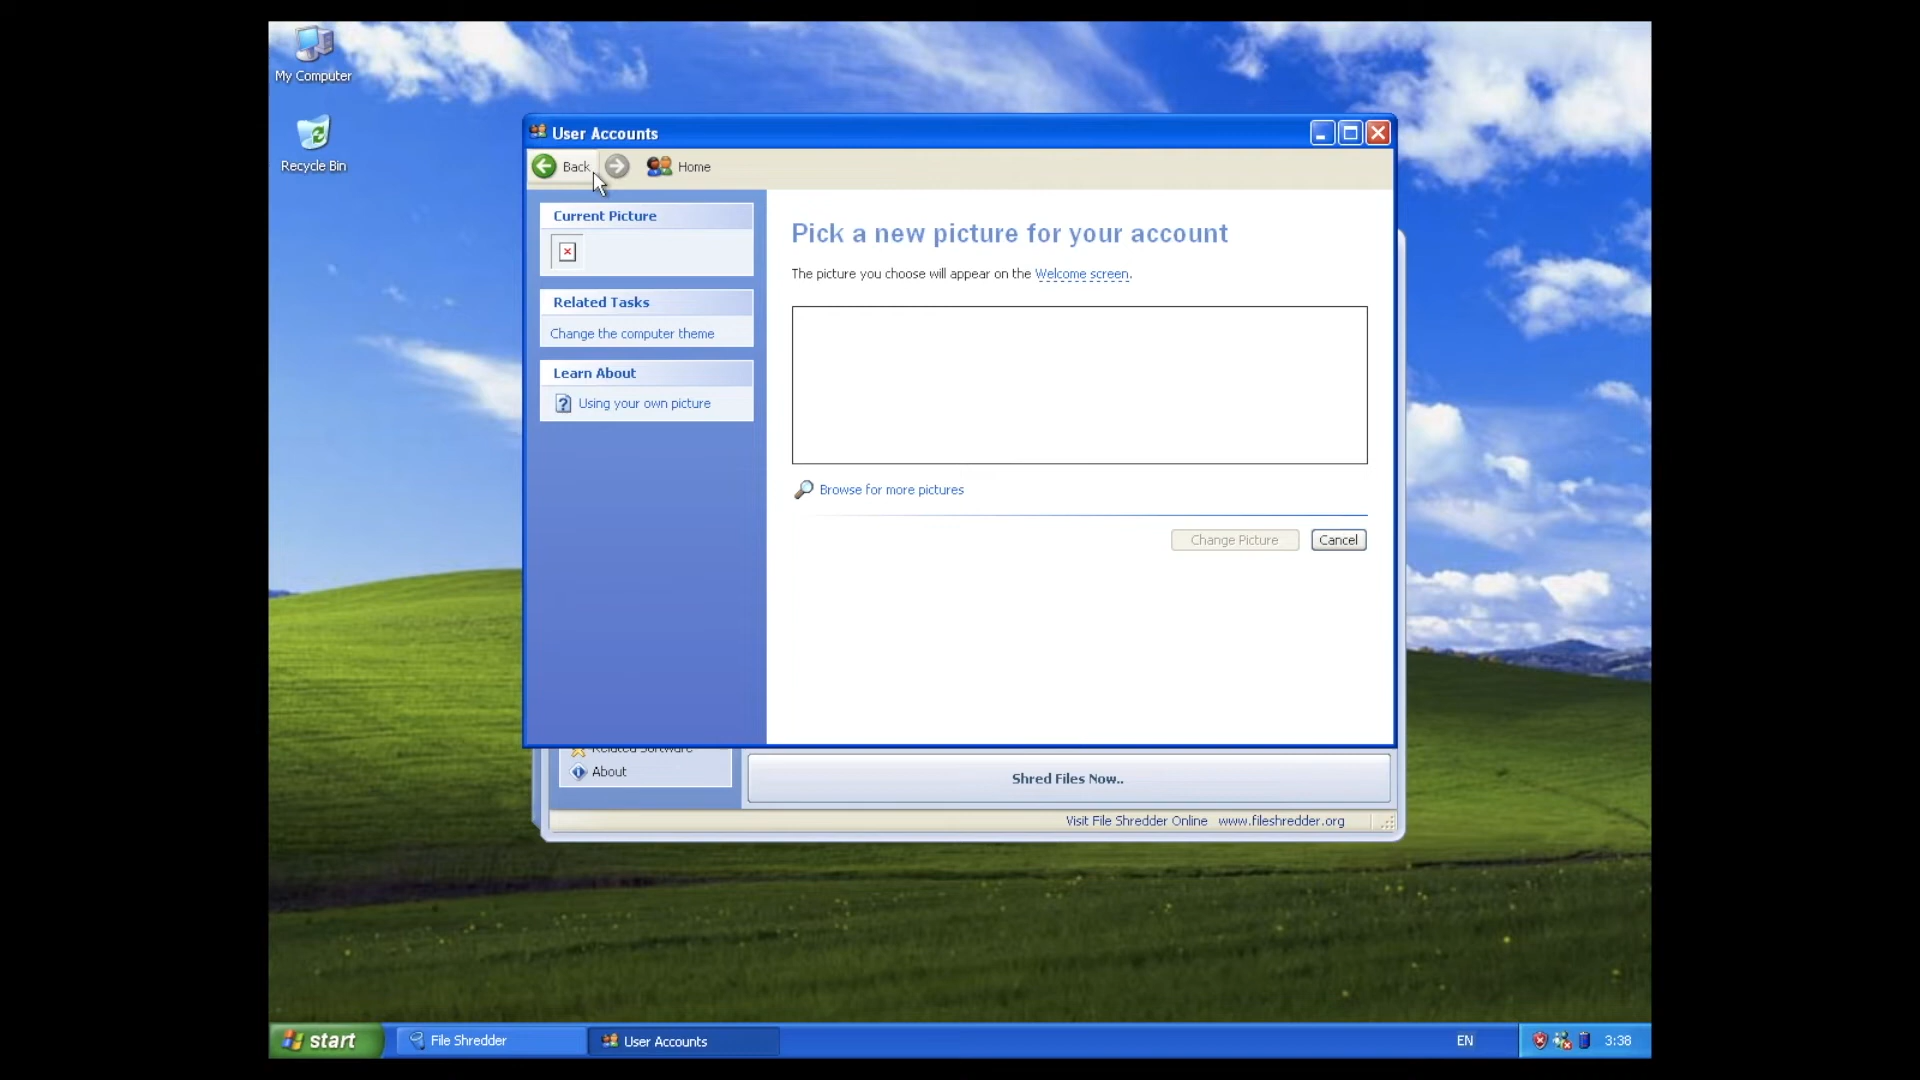 My Computer
Recycle Bin
User Accounts
Back
Home
Current Picture
Related Tasks
Change the computer theme
Learn About
Using your own picture
Pick a new picture for your account
The picture you choose will appear on the Welcome screen.
Browse for more pictures
Change Picture
Cancel
Related Software
About
Shred Files Now..
Visit File Shredder Online www.fileshredder.org
start
File Shredder
User Accounts
EN
3:38